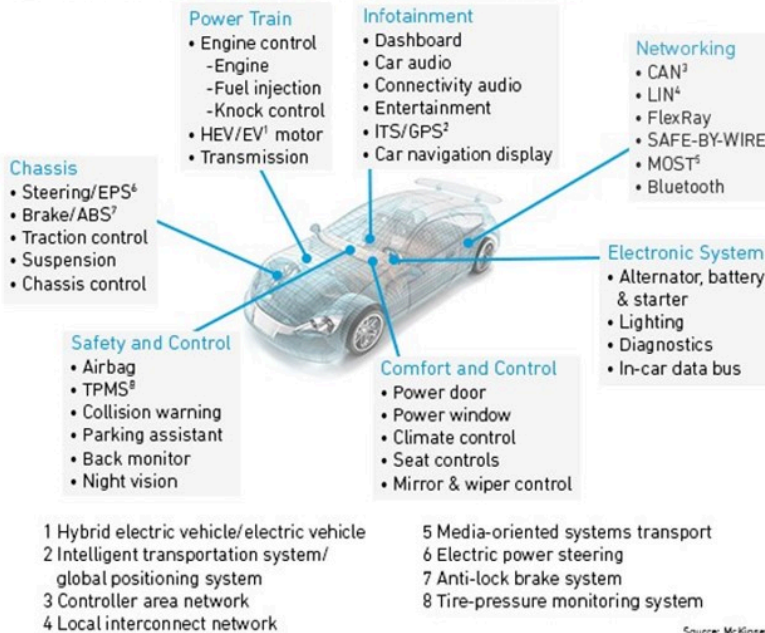 Power Train
• Engine control
-Engine
-Fuel injection
-Knock control
• HEV/EV¹ motor
• Transmission
Infotainment
• Dashboard
• Car audio
• Connectivity audio
• Entertainment
• ITS/GPS²
• Car navigation display
Networking
• CAN³
• LIN⁴
• FlexRay
• SAFE-BY-WIRE
• MOST⁵
• Bluetooth
Chassis
• Steering/EPS⁶
• Brake/ABS⁷
• Traction control
• Suspension
• Chassis control
Electronic System
• Alternator, battery
& starter
• Lighting
• Diagnostics
• In-car data bus
Safety and Control
• Airbag
• TPMS⁸
• Collision warning
• Parking assistant
• Back monitor
• Night vision
Comfort and Control
• Power door
• Power window
• Climate control
• Seat controls
• Mirror & wiper control
1 Hybrid electric vehicle/electric vehicle
2 Intelligent transportation system/
global positioning system
3 Controller area network
4 Local interconnect network
5 Media-oriented systems transport
6 Electric power steering
7 Anti-lock brake system
8 Tire-pressure monitoring system
Source: